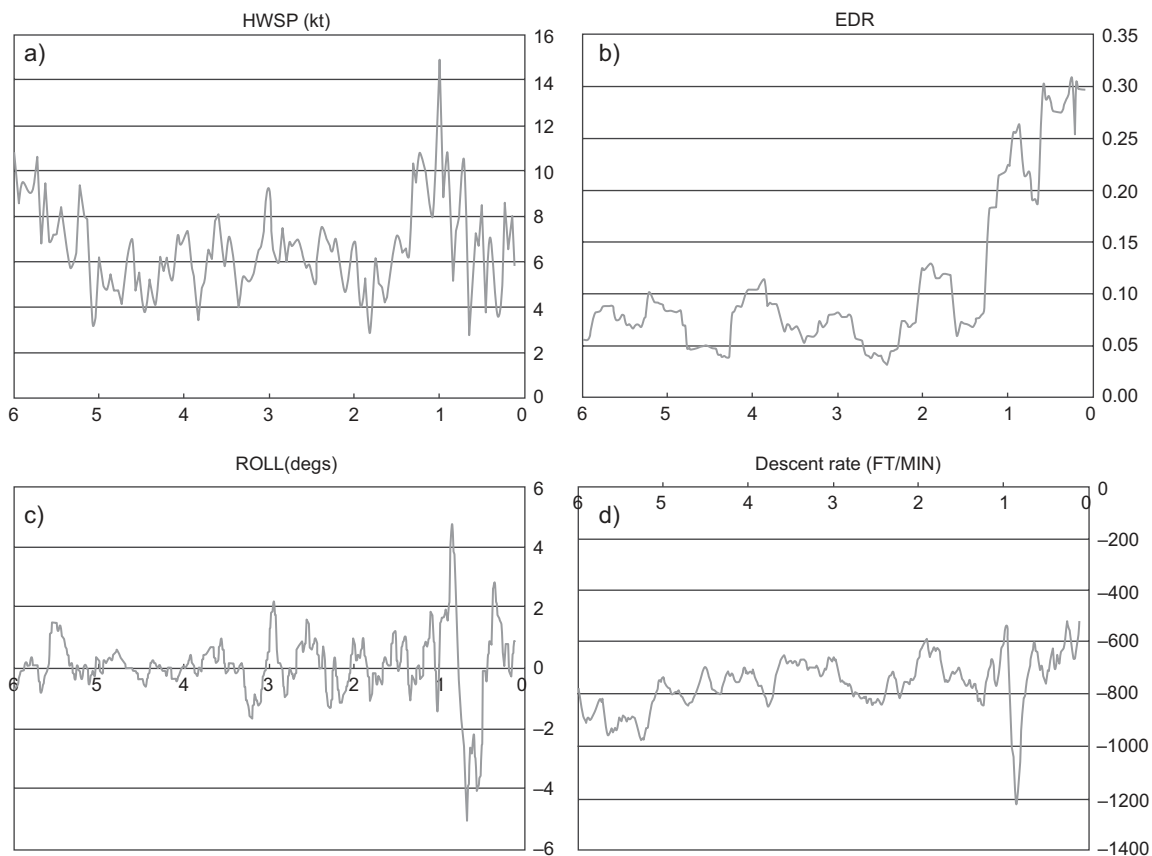 HWSP (kt)
a)
16
14
12
10
8
6
4
2
0
6 5 4 3 2 1 0
EDR
b)
0.35
0.30
0.25
0.20
0.15
0.10
0.05
0.00
6 5 4 3 2 1 0
ROLL(degs)
c)
6
4
2
0
–2
–4
–6
6 5 4 3 2 1 0
Descent rate (FT/MIN)
6 5 4 3 2 1 0
d)
0
–200
–400
–600
–800
–1000
–1200
–1400